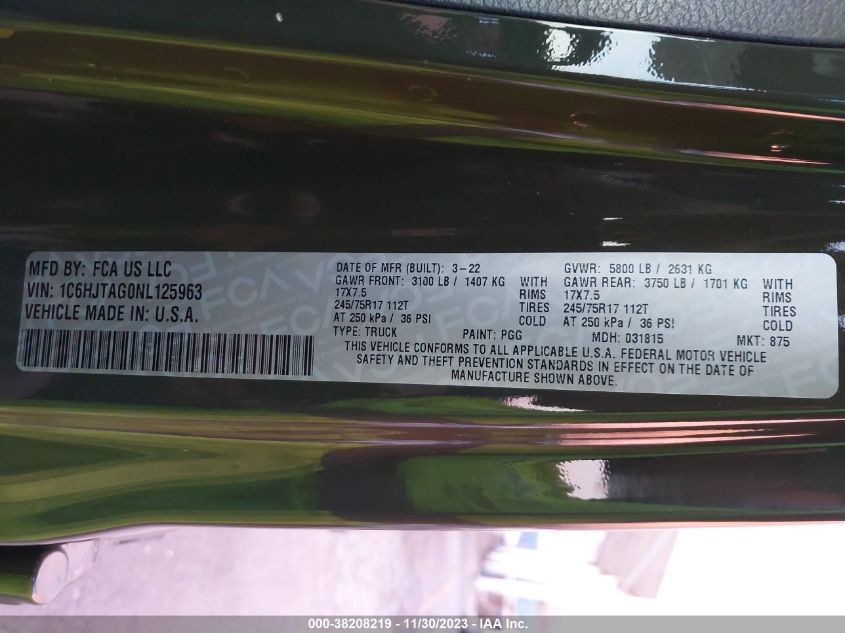 MFD BY: FCA US LLC
VIN: 1C6HJTAG0NL125963
VEHICLE MADE IN: U.S.A.
DATE OF MFR (BUILT): 3-22
GAWR FRONT: 3100 LB / 1407 KG WITH
17X7.5 RIMS
245/75R17 112T TIRES
AT 250 kPa / 36 PSI COLD
TYPE: TRUCK PAINT: PGG
GVWR: 5800 LB / 2631 KG
GAWR REAR: 3750 LB / 1701 KG WITH
17X7.5 RIMS
245/75R17 112T TIRES
AT 250 kPa / 36 PSI COLD
MDH: 031815 MKT: 875
THIS VEHICLE CONFORMS TO ALL APPLICABLE U.S.A. FEDERAL MOTOR VEHICLE
SAFETY AND THEFT PREVENTION STANDARDS IN EFFECT ON THE DATE OF
MANUFACTURE SHOWN ABOVE.
000-38208219 - 11/30/2023 - IAA Inc.